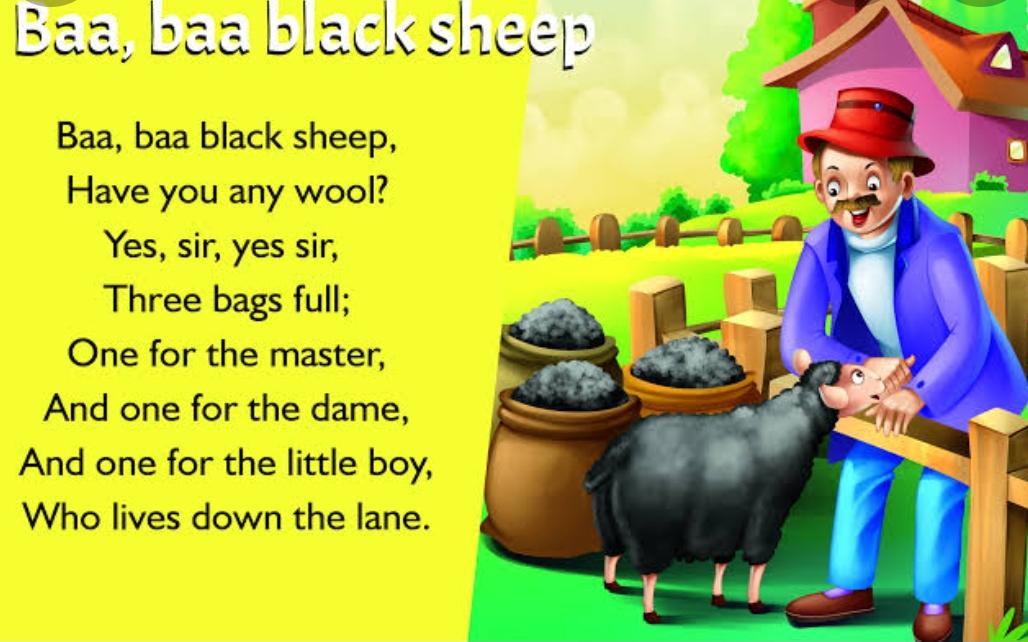 Baa, baa black sheep
Baa, baa black sheep,
Have you any wool?
Yes, sir, yes sir,
Three bags full;
One for the master,
And one for the dame,
And one for the little boy,
Who lives down the lane.